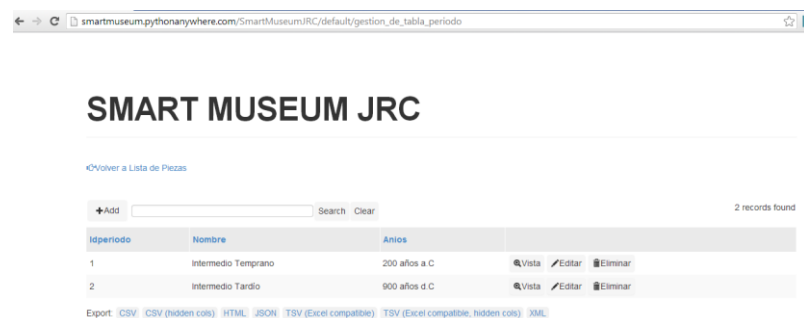 smartmuseum.pythonanywhere.com/SmartMuseumJRC/default/gestion_de_tabla_periodo
SMART MUSEUM JRC
Volver a Lista de Piezas
+Add Search Clear 2 records found
Idperiodo Nombre Anios
1 Intermedio Temprano 200 años a.C Vista Editar Eliminar
2 Intermedio Tardío 900 años d.C Vista Editar Eliminar
Export: CSV CSV (hidden cols) HTML JSON TSV (Excel compatible) TSV (Excel compatible, hidden cols) XML